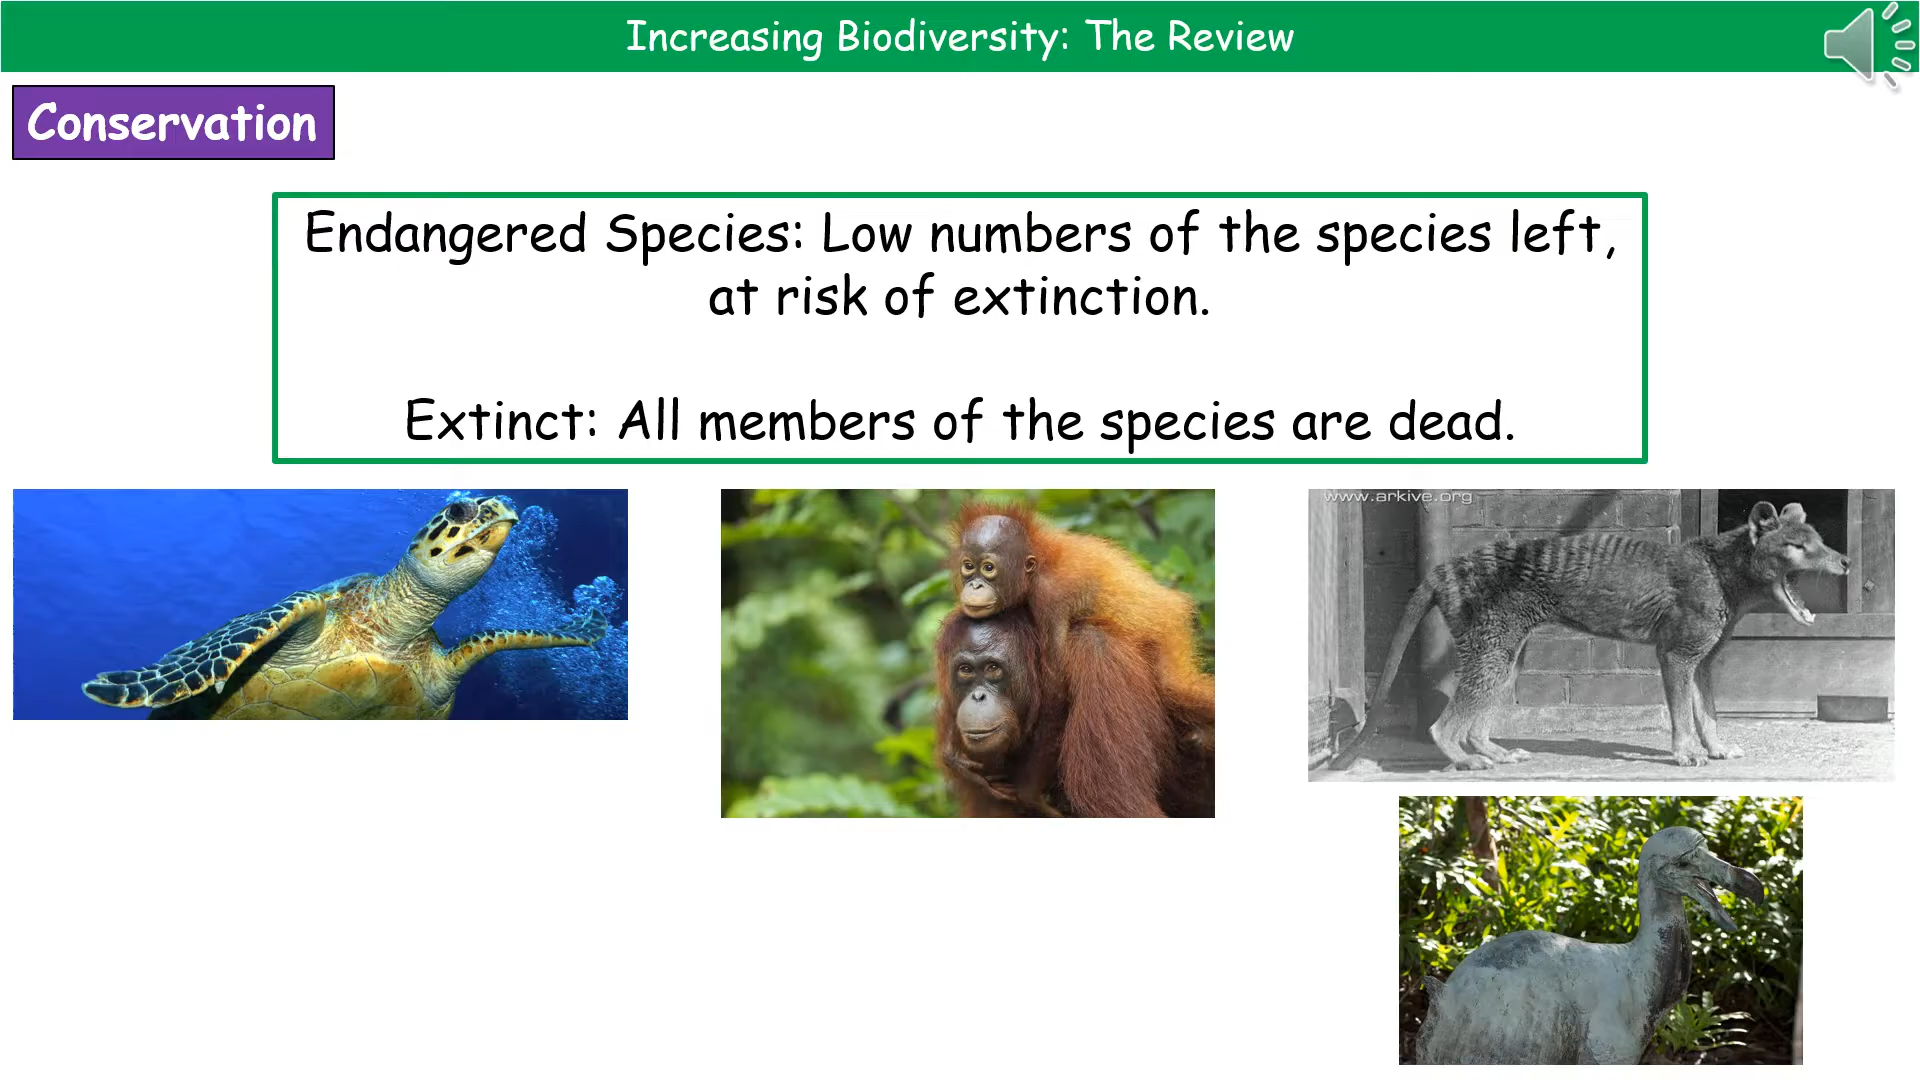 Increasing Biodiversity: The Review
Conservation
Endangered Species: Low numbers of the species left,
at risk of extinction.
Extinct: All members of the species are dead.
www.arkive.org